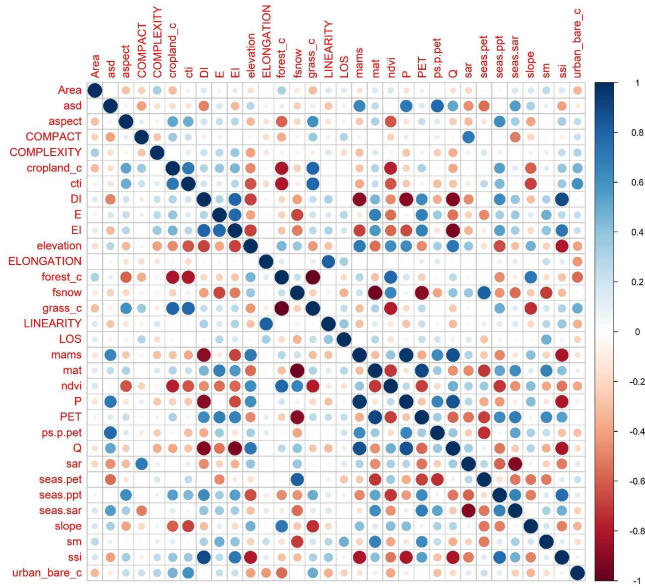 Area
asd
aspect
COMPACT
COMPLEXITY
cropland_c
cti
DI
E
EI
elevation
ELONGATION
forest_c
fsnow
grass_c
LINEARITY
LOS
mams
mat
ndvi
P
PET
ps.p.pet
Q
sar
seas.pet
seas.ppt
seas.sar
slope
sm
ssi
urban_bare_c
Area
asd
aspect
COMPACT
COMPLEXITY
cropland_c
cti
DI
E
EI
elevation
ELONGATION
forest_c
fsnow
grass_c
LINEARITY
LOS
mams
mat
ndvi
P
PET
ps.p.pet
Q
sar
seas.pet
seas.ppt
seas.sar
slope
sm
ssi
urban_bare_c
1
0.8
0.6
0.4
0.2
0
-0.2
-0.4
-0.6
-0.8
-1